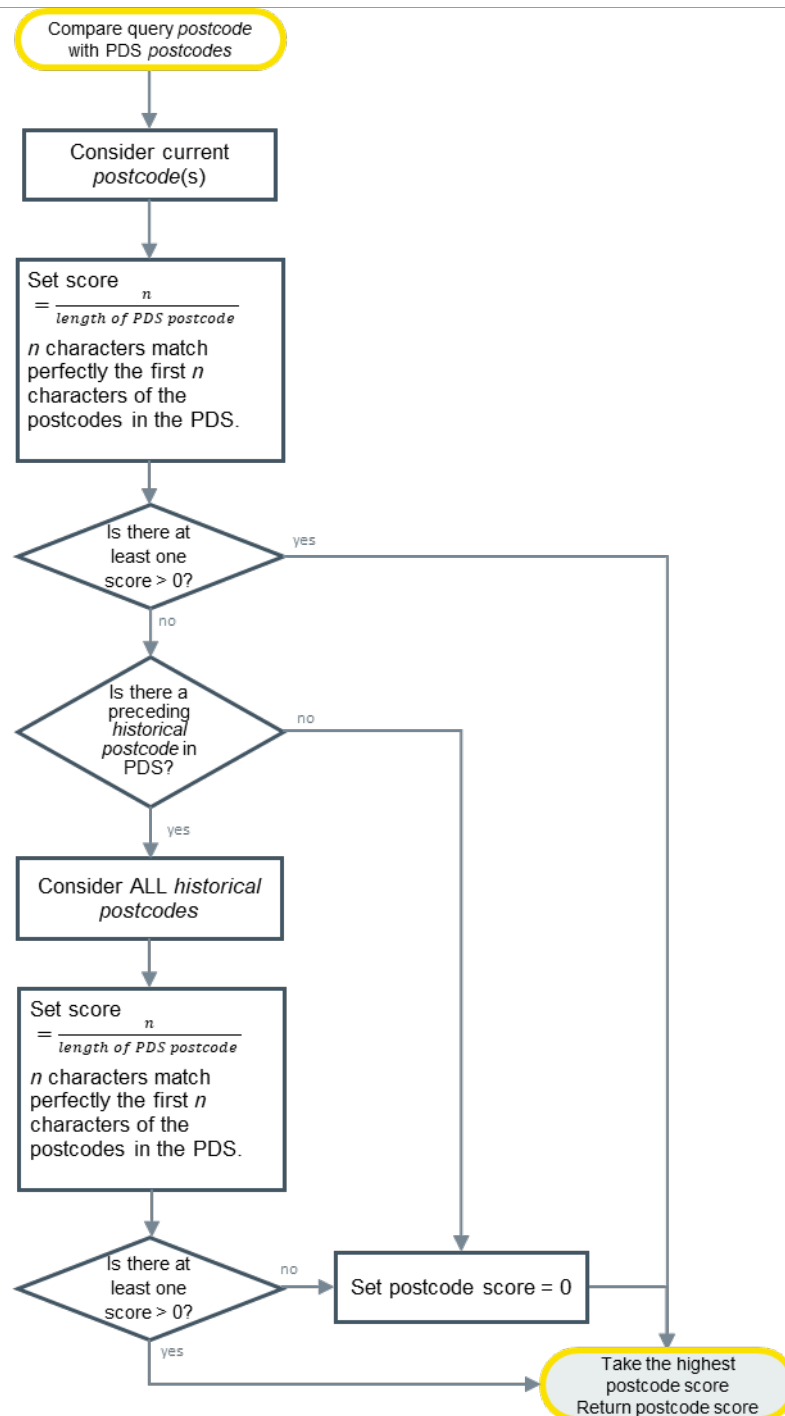 Compare query postcode
with PDS postcodes
Consider current
postcode(s)
Set score
= n / length of PDS postcode
n characters match
perfectly the first n
characters of the
postcodes in the PDS.
Is there at
least one
score > 0?
yes
no
Is there a
preceding
historical
postcode in
PDS?
no
yes
Consider ALL historical
postcodes
Set score
= n / length of PDS postcode
n characters match
perfectly the first n
characters of the
postcodes in the PDS.
Is there at
least one
score > 0?
no
Set postcode score = 0
yes
Take the highest
postcode score
Return postcode score